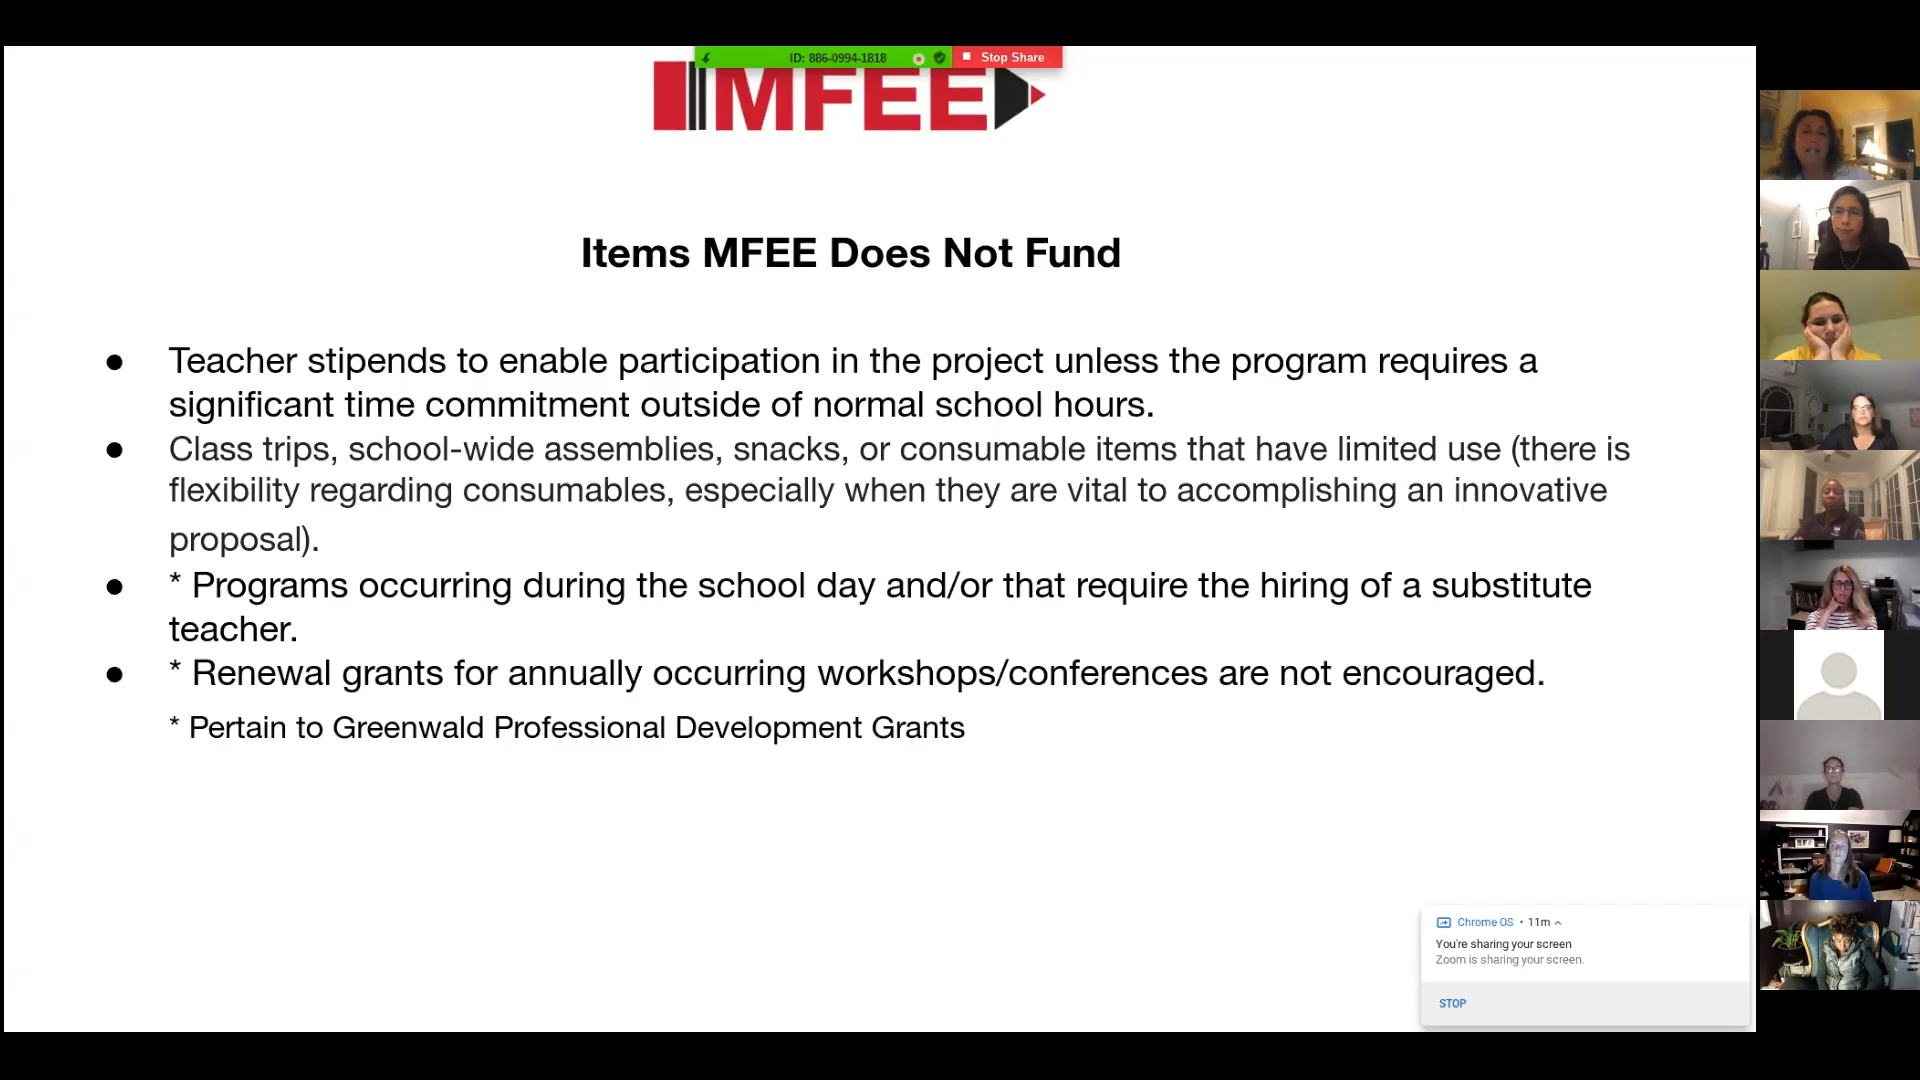 ID: 886-0994-1818
Stop Share
MFEE
Items MFEE Does Not Fund
● Teacher stipends to enable participation in the project unless the program requires a
significant time commitment outside of normal school hours.
● Class trips, school-wide assemblies, snacks, or consumable items that have limited use (there is
flexibility regarding consumables, especially when they are vital to accomplishing an innovative
proposal).
● * Programs occurring during the school day and/or that require the hiring of a substitute
teacher.
● * Renewal grants for annually occurring workshops/conferences are not encouraged.
* Pertain to Greenwald Professional Development Grants
Chrome OS • 11m
You're sharing your screen
Zoom is sharing your screen.
STOP